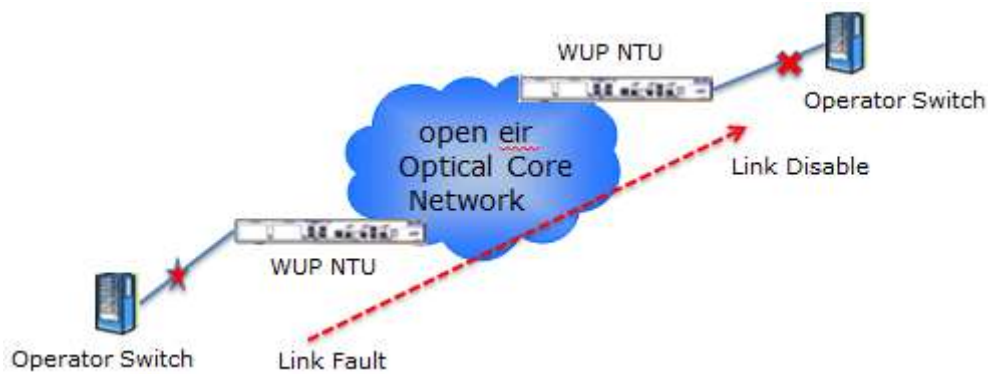 WUP NTU
Operator Switch
open eir
Optical Core
Network
Link Disable
WUP NTU
Operator Switch
Link Fault